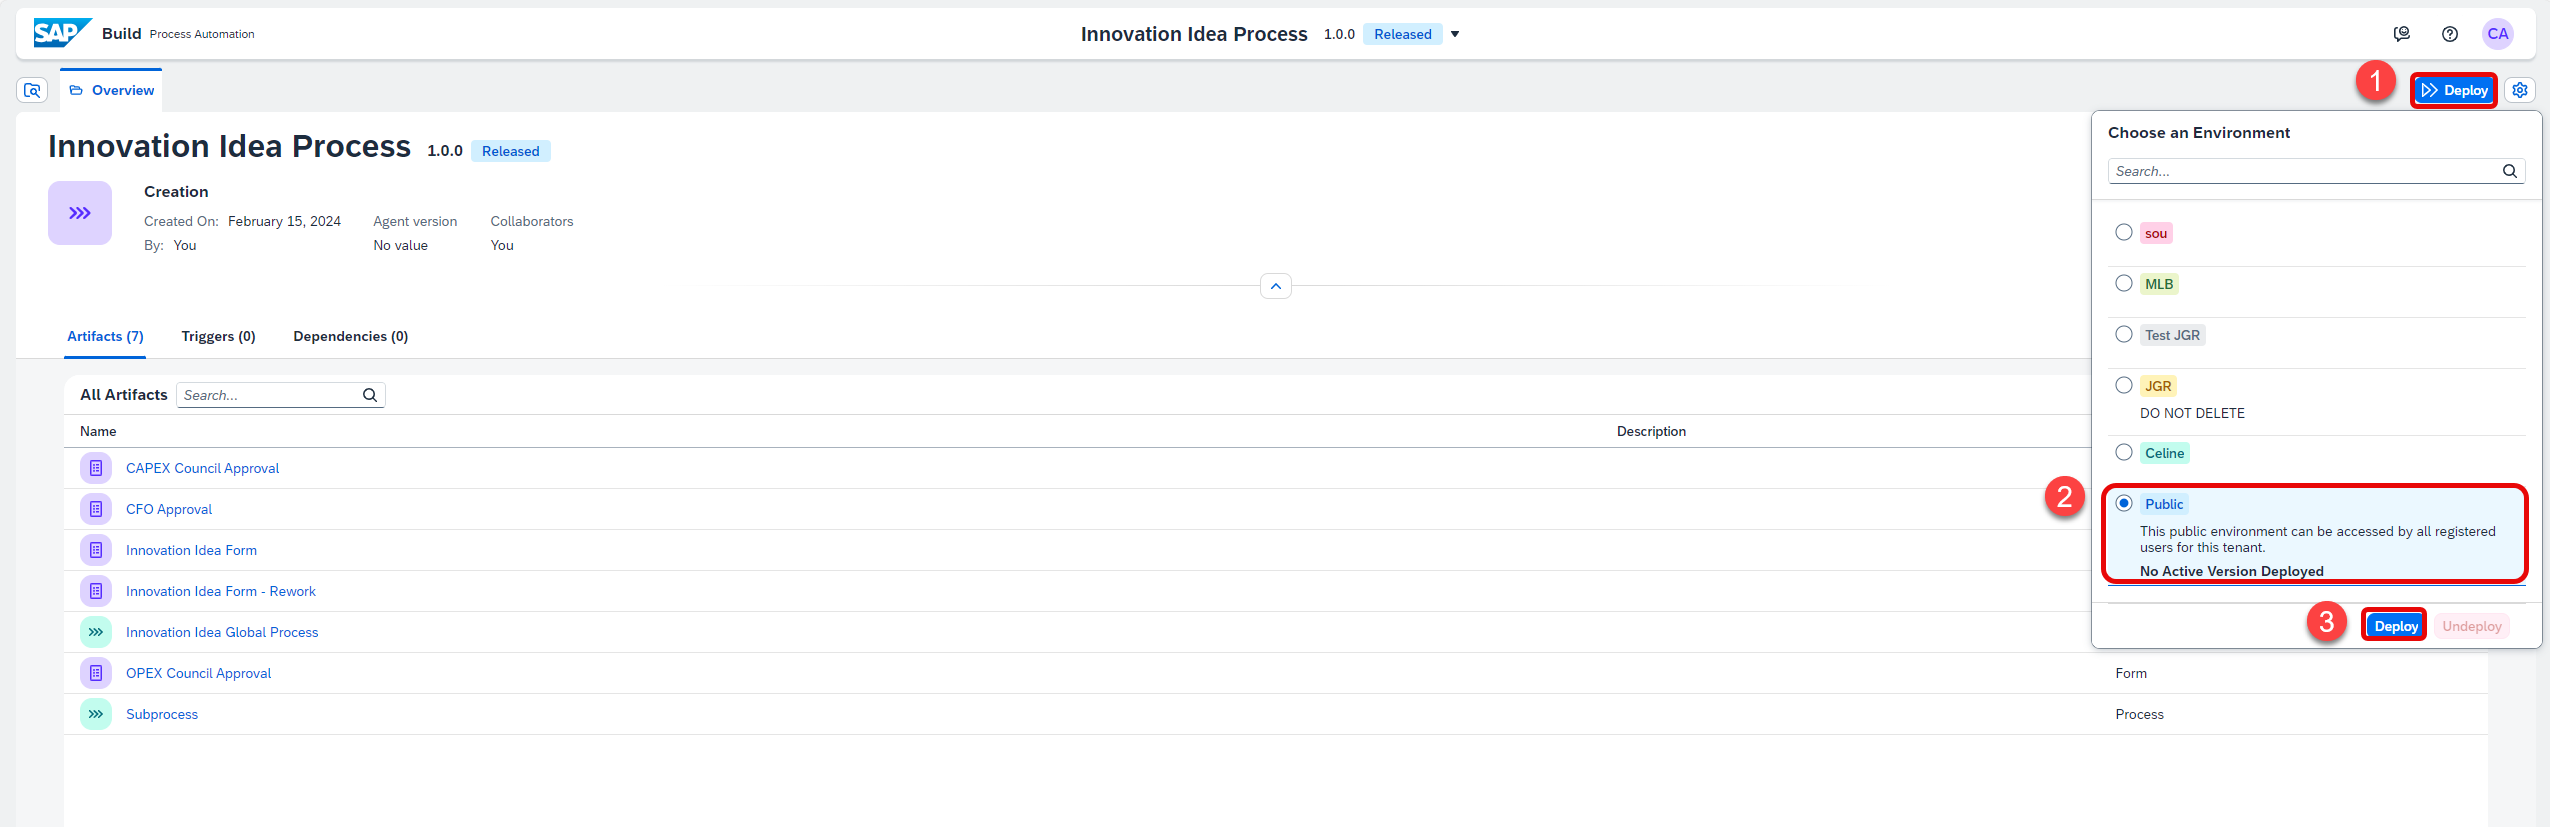 SAP Build Process Automation
Innovation Idea Process 1.0.0 Released
CA
Overview
1
Deploy
Innovation Idea Process 1.0.0 Released
Creation
Created On: February 15, 2024 Agent version Collaborators
By: You No value You
Artifacts (7) Triggers (0) Dependencies (0)
All Artifacts Search...
Name Description
CAPEX Council Approval
CFO Approval
Innovation Idea Form
Innovation Idea Form - Rework
Innovation Idea Global Process
OPEX Council Approval Form
Subprocess Process
Choose an Environment
Search...
sou
MLB
Test JGR
JGR
DO NOT DELETE
Celine
2
Public
This public environment can be accessed by all registered
users for this tenant.
No Active Version Deployed
3
Deploy Undeploy